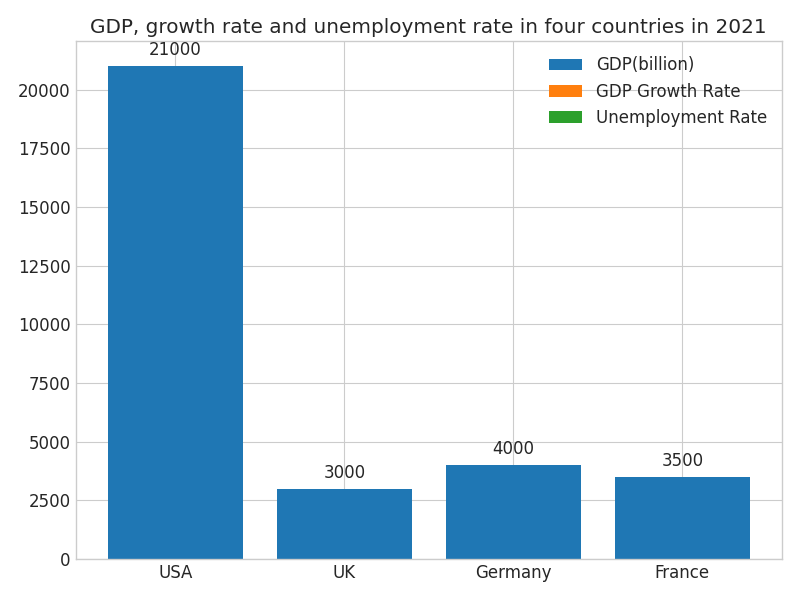 GDP, growth rate and unemployment rate in four countries in 2021
21000
GDP(billion)
GDP Growth Rate
Unemployment Rate
20000
17500
15000
12500
10000
7500
5000
2500
0
3000
4000
3500
USA
UK
Germany
France